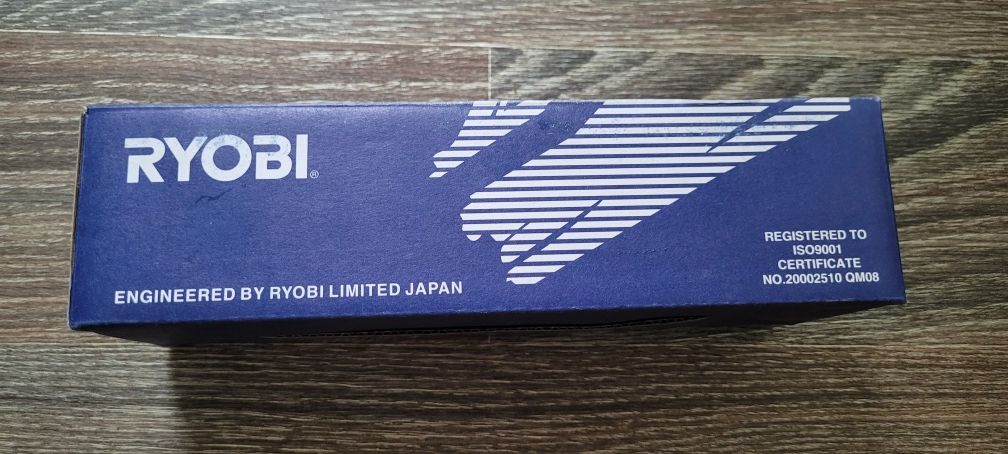 RYOBI®
ENGINEERED BY RYOBI LIMITED JAPAN
REGISTERED TO
ISO9001
CERTIFICATE
NO.20002510 QM08